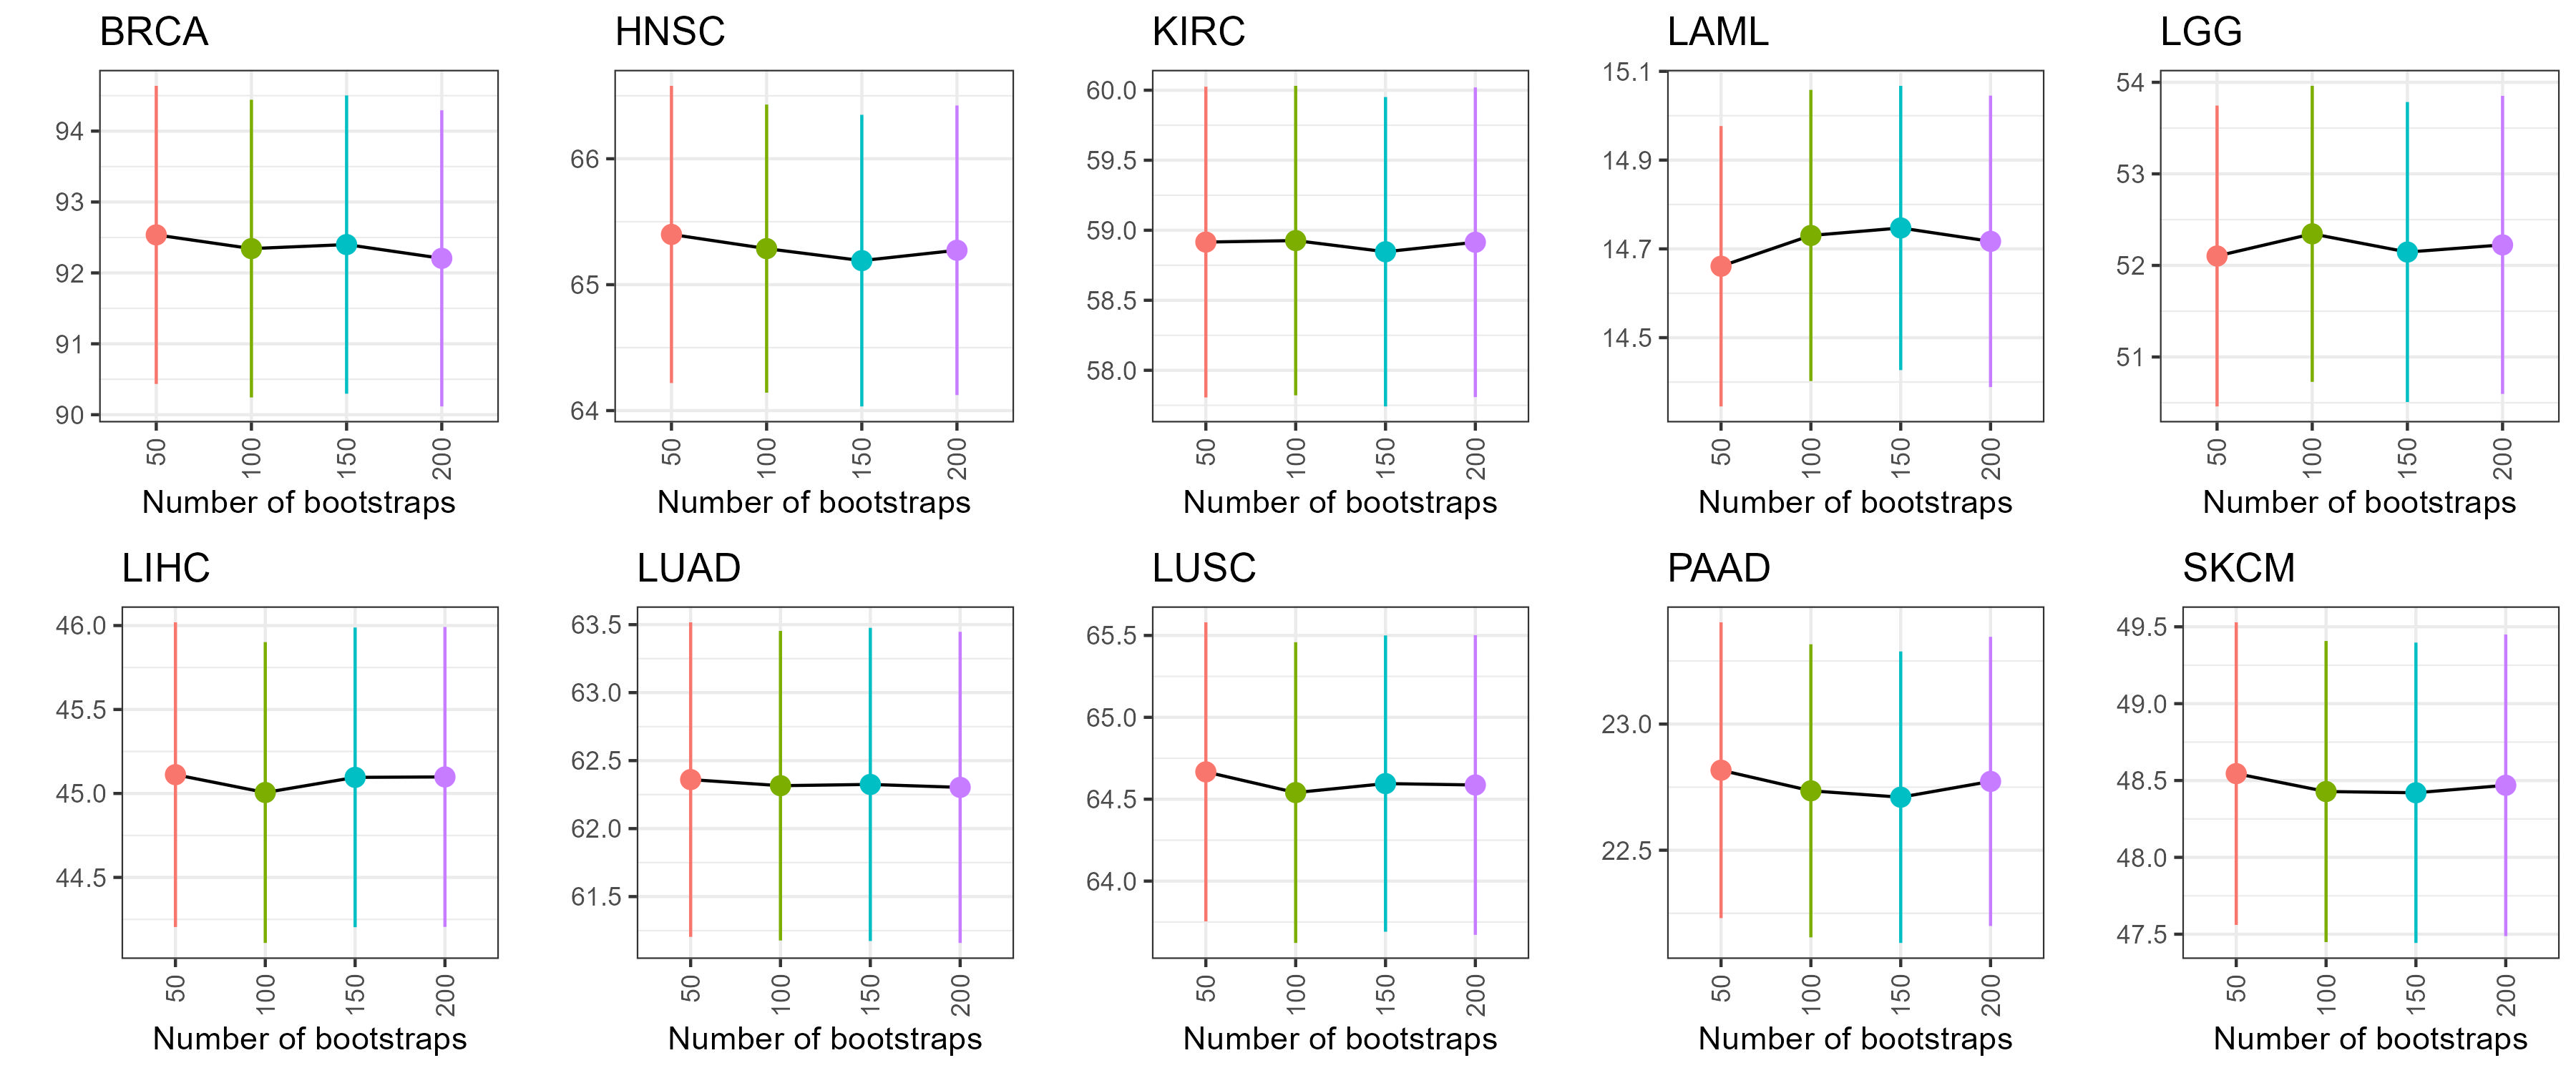 BRCA
94
93
92
91
90
50 100 150 200
Number of bootstraps
HNSC
66
65
64
50 100 150 200
Number of bootstraps
KIRC
60.0
59.5
59.0
58.5
58.0
50 100 150 200
Number of bootstraps
LAML
15.1
14.9
14.7
14.5
50 100 150 200
Number of bootstraps
LGG
54
53
52
51
50 100 150 200
Number of bootstraps
LIHC
46.0
45.5
45.0
44.5
50 100 150 200
Number of bootstraps
LUAD
63.5
63.0
62.5
62.0
61.5
50 100 150 200
Number of bootstraps
LUSC
65.5
65.0
64.5
64.0
50 100 150 200
Number of bootstraps
PAAD
23.0
22.5
50 100 150 200
Number of bootstraps
SKCM
49.5
49.0
48.5
48.0
47.5
50 100 150 200
Number of bootstraps